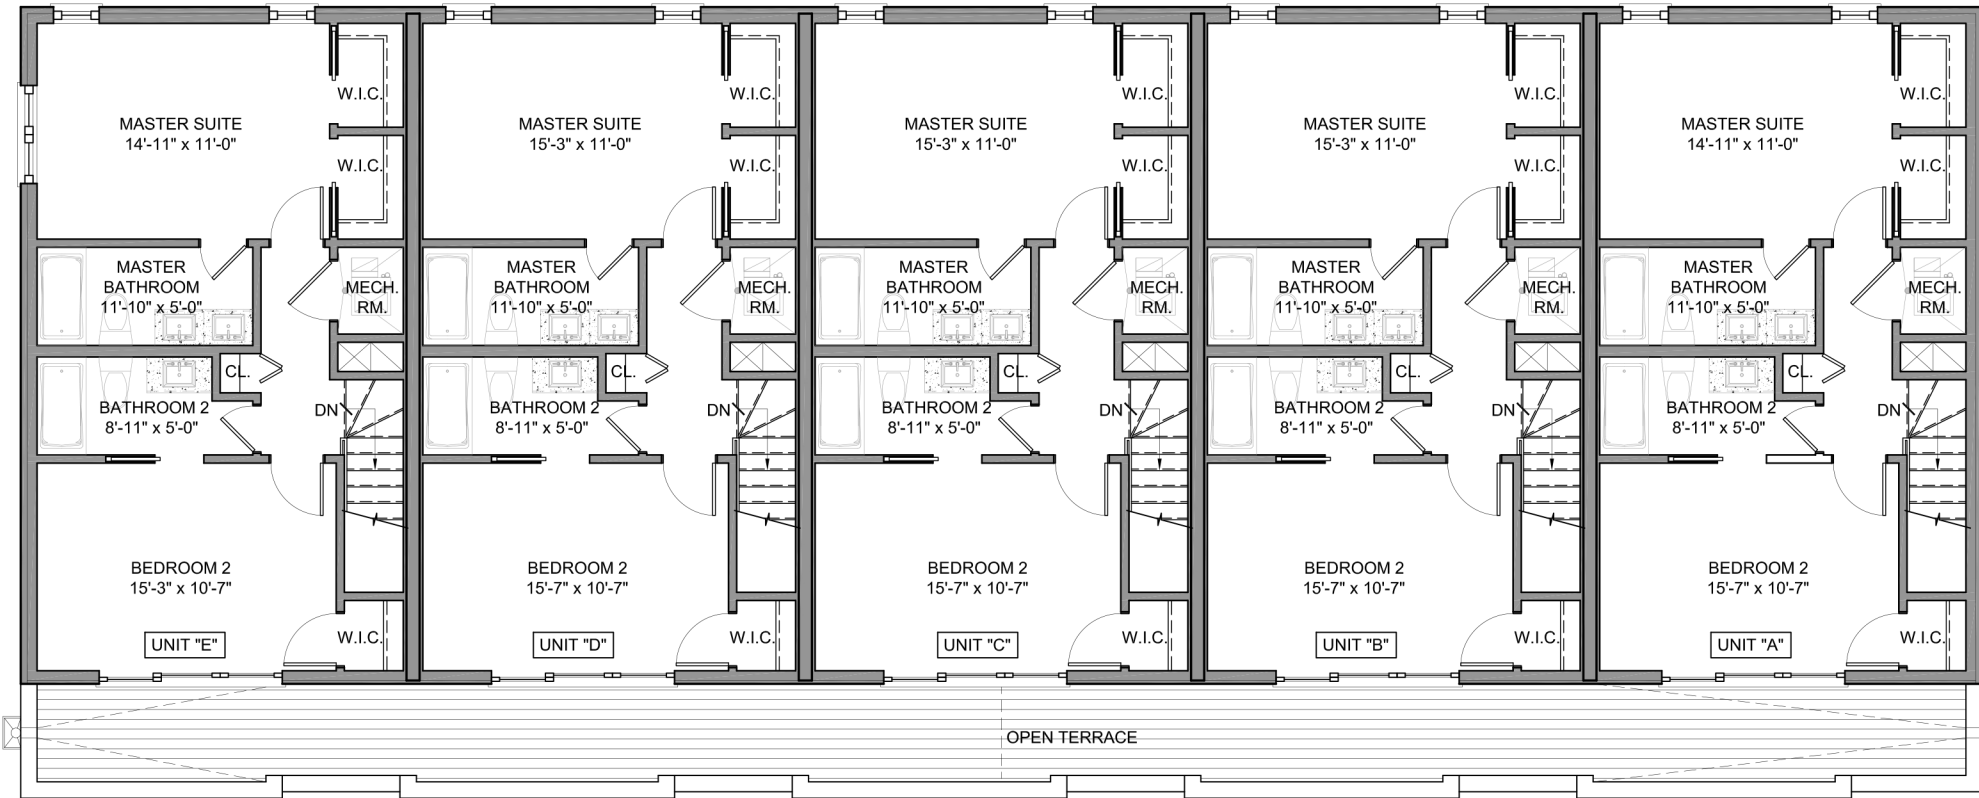 MASTER SUITE
14'-11" x 11'-0"
W.I.C.
W.I.C.
MASTER
BATHROOM
11'-10" x 5'-0"
MECH.
RM.
CL.
BATHROOM 2
8'-11" x 5'-0"
DN
BEDROOM 2
15'-3" x 10'-7"
UNIT "E"
W.I.C.
MASTER SUITE
15'-3" x 11'-0"
W.I.C.
W.I.C.
MASTER
BATHROOM
11'-10" x 5'-0"
MECH.
RM.
CL.
BATHROOM 2
8'-11" x 5'-0"
DN
BEDROOM 2
15'-7" x 10'-7"
UNIT "D"
W.I.C.
MASTER SUITE
15'-3" x 11'-0"
W.I.C.
W.I.C.
MASTER
BATHROOM
11'-10" x 5'-0"
MECH.
RM.
CL.
BATHROOM 2
8'-11" x 5'-0"
DN
BEDROOM 2
15'-7" x 10'-7"
UNIT "C"
W.I.C.
MASTER SUITE
15'-3" x 11'-0"
W.I.C.
W.I.C.
MASTER
BATHROOM
11'-10" x 5'-0"
MECH.
RM.
CL.
BATHROOM 2
8'-11" x 5'-0"
DN
BEDROOM 2
15'-7" x 10'-7"
UNIT "B"
W.I.C.
MASTER SUITE
14'-11" x 11'-0"
W.I.C.
W.I.C.
MASTER
BATHROOM
11'-10" x 5'-0"
MECH.
RM.
CL.
BATHROOM 2
8'-11" x 5'-0"
DN
BEDROOM 2
15'-7" x 10'-7"
UNIT "A"
W.I.C.
OPEN TERRACE